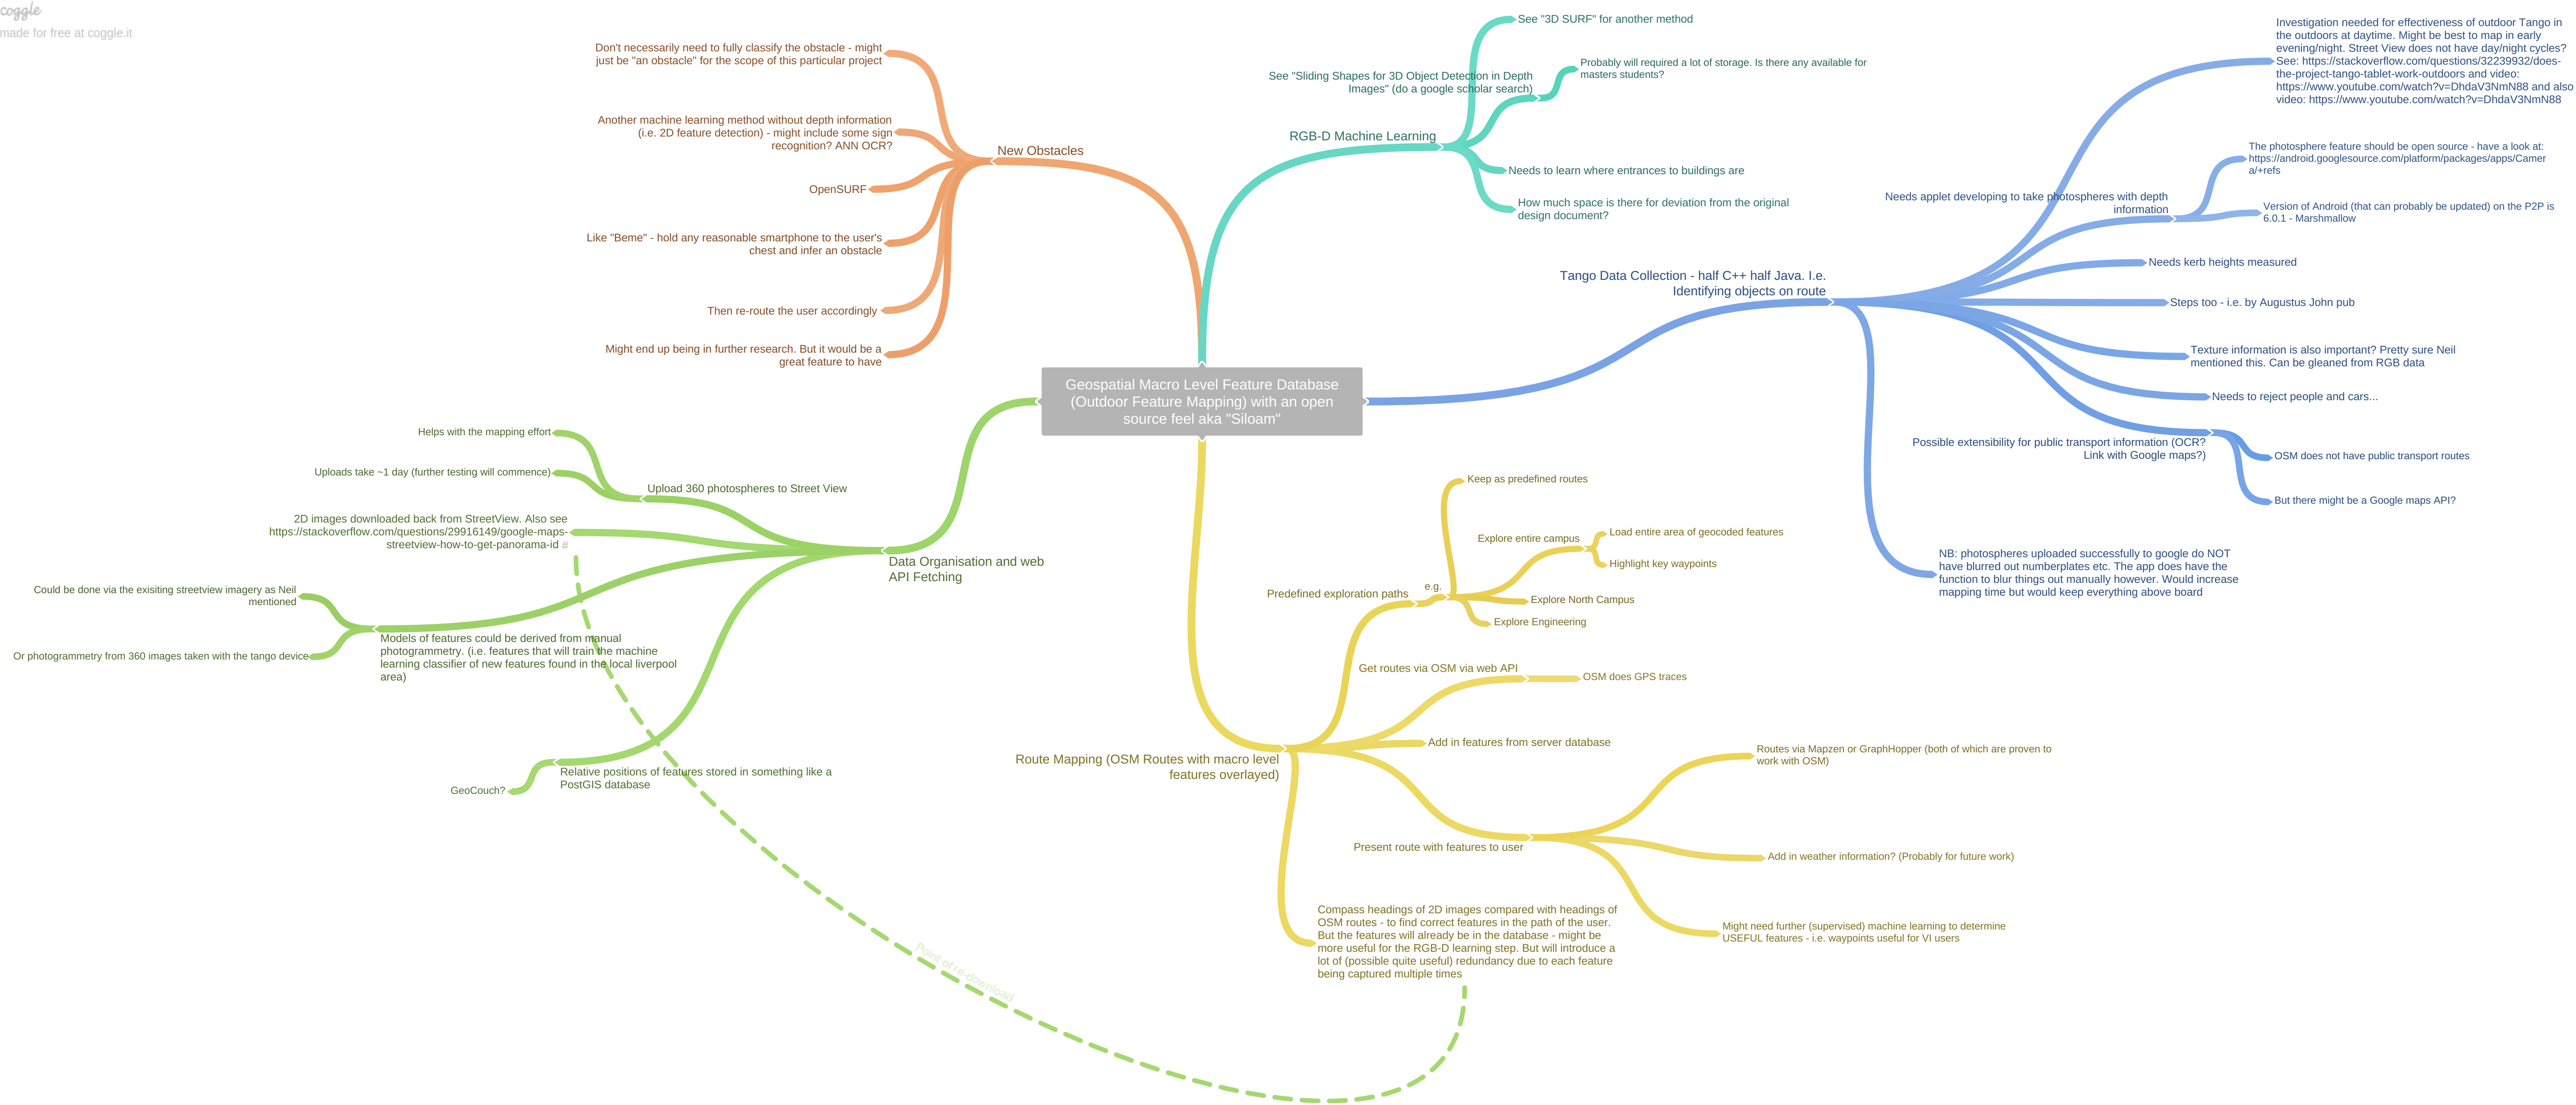 coggle
made for free at coggle.it
Geospatial Macro Level Feature Database
(Outdoor Feature Mapping) with an open
source feel aka "Siloam"
New Obstacles
Don't necessarily need to fully classify the obstacle - might
just be "an obstacle" for the scope of this particular project
Another machine learning method without depth information
(i.e. 2D feature detection) - might include some sign
recognition? ANN OCR?
OpenSURF
Like "Beme" - hold any reasonable smartphone to the user's
chest and infer an obstacle
Then re-route the user accordingly
Might end up being in further research. But it would be a
great feature to have
RGB-D Machine Learning
See "3D SURF" for another method
See "Sliding Shapes for 3D Object Detection in Depth
Images" (do a google scholar search)
Probably will required a lot of storage. Is there any available for
masters students?
Needs to learn where entrances to buildings are
How much space is there for deviation from the original
design document?
Tango Data Collection - half C++ half Java. I.e.
Identifying objects on route
Investigation needed for effectiveness of outdoor Tango in
the outdoors at daytime. Might be best to map in early
evening/night. Street View does not have day/night cycles?
See: https://stackoverflow.com/questions/32239932/does-
the-project-tango-tablet-work-outdoors and video:
https://www.youtube.com/watch?v=DhdaV3NmN88 and also
video: https://www.youtube.com/watch?v=DhdaV3NmN88
Needs applet developing to take photospheres with depth
information
The photosphere feature should be open source - have a look at:
https://android.googlesource.com/platform/packages/apps/Camer
a/+refs
Version of Android (that can probably be updated) on the P2P is
6.0.1 - Marshmallow
Needs kerb heights measured
Steps too - i.e. by Augustus John pub
Texture information is also important? Pretty sure Neil
mentioned this. Can be gleaned from RGB data
Needs to reject people and cars...
Possible extensibility for public transport information (OCR?
Link with Google maps?)
OSM does not have public transport routes
But there might be a Google maps API?
NB: photospheres uploaded successfully to google do NOT
have blurred out numberplates etc. The app does have the
function to blur things out manually however. Would increase
mapping time but would keep everything above board
Data Organisation and web
API Fetching
Upload 360 photospheres to Street View
Helps with the mapping effort
Uploads take ~1 day (further testing will commence)
2D images downloaded back from StreetView. Also see
https://stackoverflow.com/questions/29916149/google-maps-
streetview-how-to-get-panorama-id #
Models of features could be derived from manual
photogrammetry. (i.e. features that will train the machine
learning classifier of new features found in the local liverpool
area)
Could be done via the exisiting streetview imagery as Neil
mentioned
Or photogrammetry from 360 images taken with the tango device
Relative positions of features stored in something like a
PostGIS database
GeoCouch?
Point of re-download
Route Mapping (OSM Routes with macro level
features overlayed)
Predefined exploration paths
e.g.
Keep as predefined routes
Explore entire campus
Load entire area of geocoded features
Highlight key waypoints
Explore North Campus
Explore Engineering
Get routes via OSM via web API
OSM does GPS traces
Add in features from server database
Present route with features to user
Routes via Mapzen or GraphHopper (both of which are proven to
work with OSM)
Add in weather information? (Probably for future work)
Might need further (supervised) machine learning to determine
USEFUL features - i.e. waypoints useful for VI users
Compass headings of 2D images compared with headings of
OSM routes - to find correct features in the path of the user.
But the features will already be in the database - might be
more useful for the RGB-D learning step. But will introduce a
lot of (possible quite useful) redundancy due to each feature
being captured multiple times